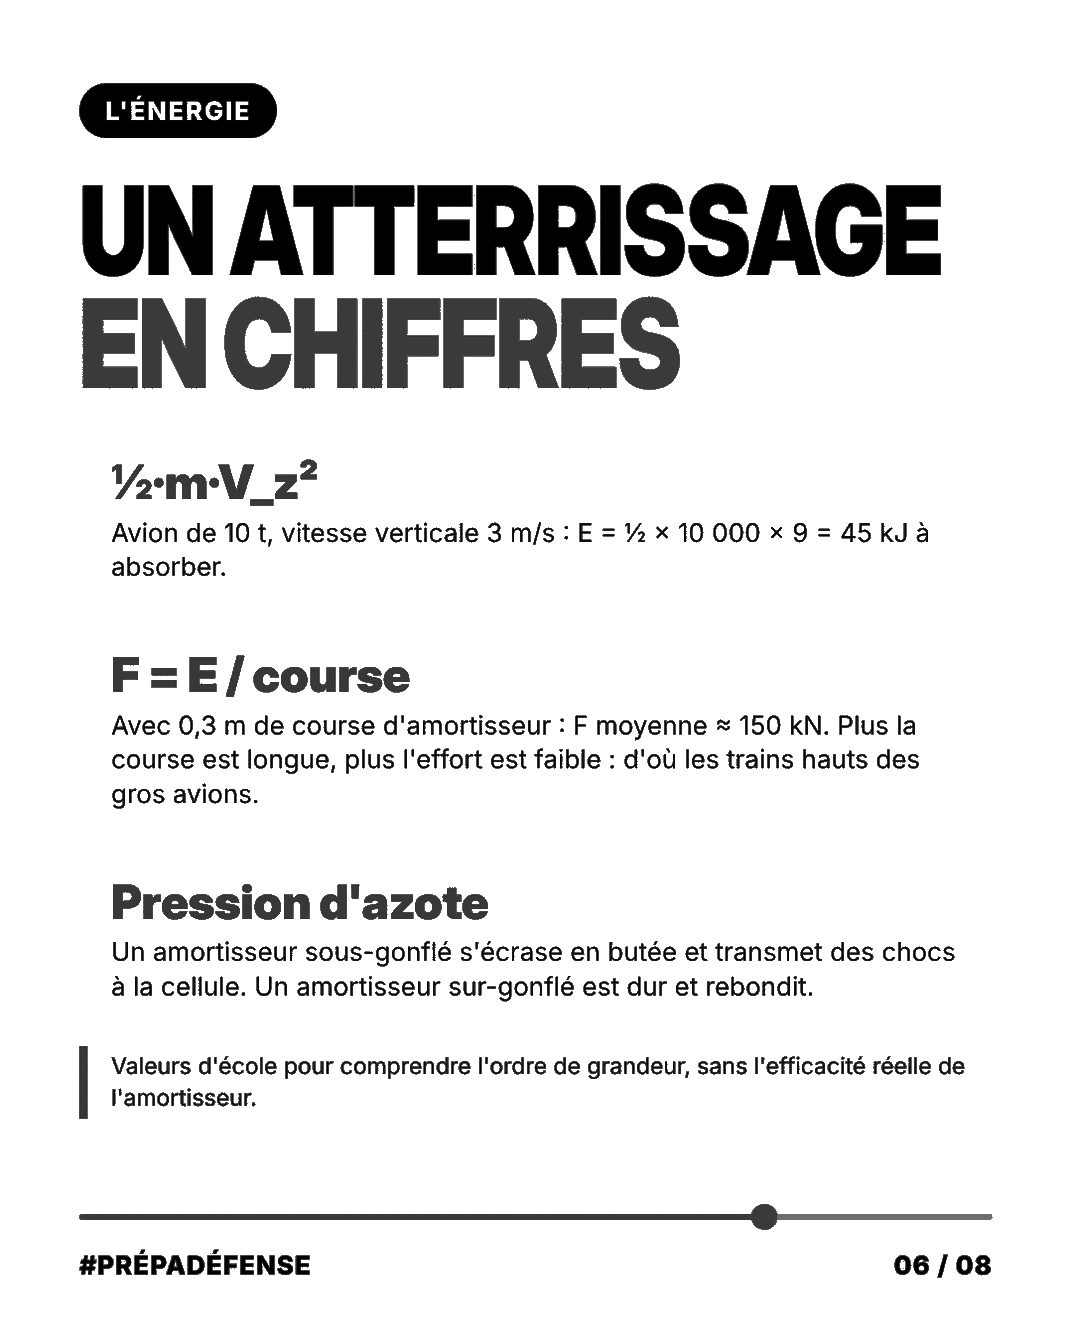 L'ÉNERGIE
UN ATTERRISSAGE
EN CHIFFRES
½·m·V_z²
Avion de 10 t, vitesse verticale 3 m/s : E = ½ × 10 000 × 9 = 45 kJ à
absorber.
F = E / course
Avec 0,3 m de course d'amortisseur : F moyenne ≈ 150 kN. Plus la
course est longue, plus l'effort est faible : d'où les trains hauts des
gros avions.
Pression d'azote
Un amortisseur sous-gonflé s'écrase en butée et transmet des chocs
à la cellule. Un amortisseur sur-gonflé est dur et rebondit.
Valeurs d'école pour comprendre l'ordre de grandeur, sans l'efficacité réelle de
l'amortisseur.
#PRÉPADÉFENSE
06 / 08